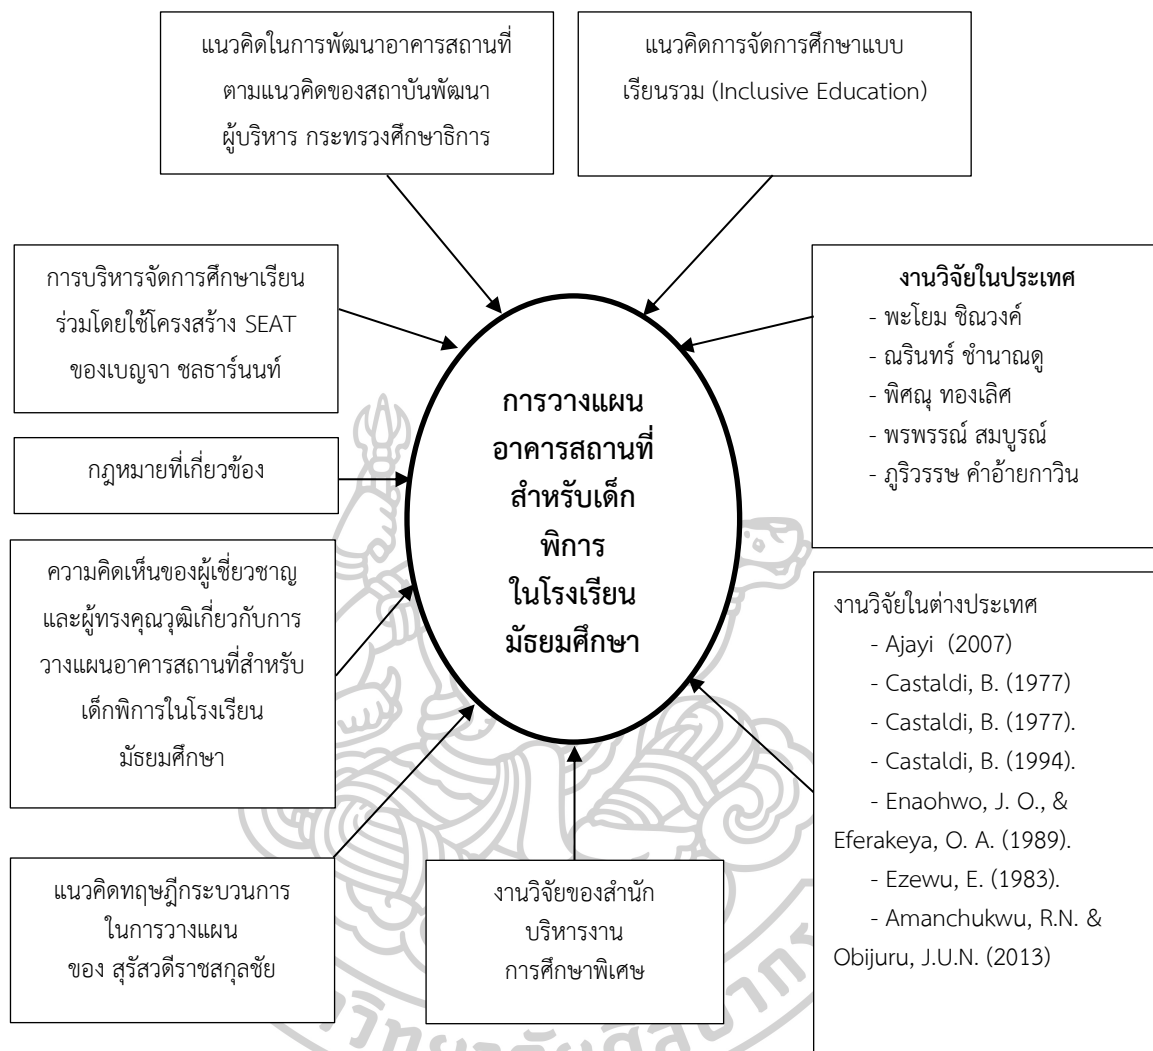 แนวคิดในการพัฒนาอาคารสถานที่
ตามแนวคิดของสถาบันพัฒนา
ผู้บริหาร กระทรวงศึกษาธิการ
แนวคิดการจัดการศึกษาแบบ
เรียนรวม (Inclusive Education)
การบริหารจัดการศึกษาเรียน
ร่วมโดยใช้โครงสร้าง SEAT
ของเบญจา ชลธาร์นนท์
กฎหมายที่เกี่ยวข้อง
ความคิดเห็นของผู้เชี่ยวชาญ
และผู้ทรงคุณวุฒิเกี่ยวกับการ
วางแผนอาคารสถานที่สำหรับ
เด็กพิการในโรงเรียน
มัธยมศึกษา
แนวคิดทฤษฎีกระบวนการ
ในการวางแผน
ของ สุรัสวดีราชสกุลชัย
การวางแผน
อาคารสถานที่
สำหรับเด็ก
พิการ
ในโรงเรียน
มัธยมศึกษา
งานวิจัยของสำนัก
บริหารงาน
การศึกษาพิเศษ
งานวิจัยในประเทศ
- พะโยม ชิณวงค์
- ณรินทร์ ชำนาณดู
- พิศณุ ทองเลิศ
- พรพรรณ์ สมบูรณ์
- ภูริวรรษ คำอ้ายกาวิน
งานวิจัยในต่างประเทศ
- Ajayi (2007)
- Castaldi, B. (1977)
- Castaldi, B. (1977).
- Castaldi, B. (1994).
- Enaohwo, J. O., &
Eferakeya, O. A. (1989).
- Ezewu, E. (1983).
- Amanchukwu, R.N. &
Obijuru, J.U.N. (2013)